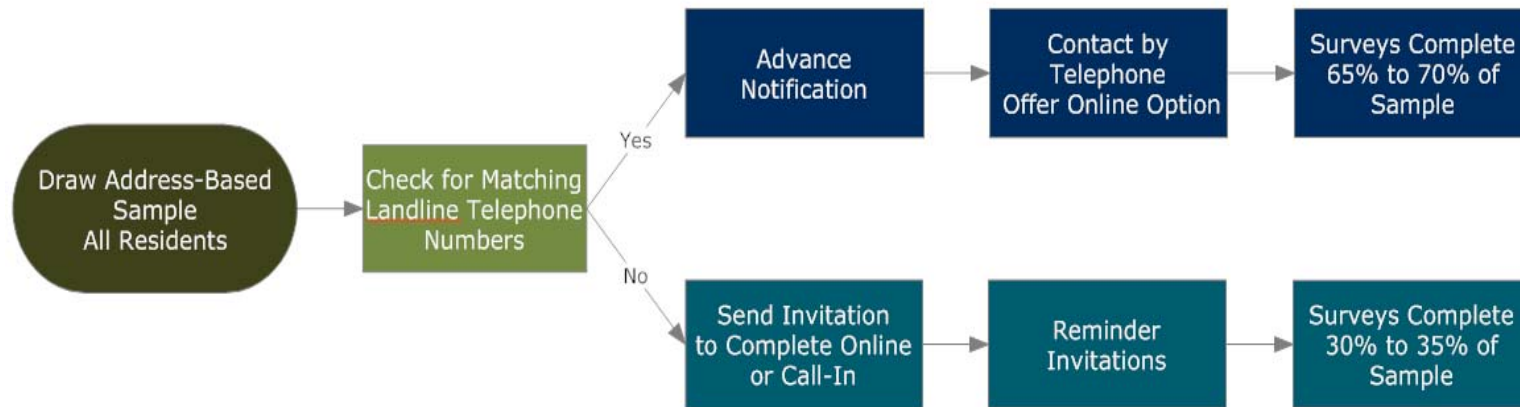 Draw Address-Based
Sample
All Residents
Check for Matching
Landline Telephone
Numbers
Yes
Advance
Notification
Contact by
Telephone
Offer Online Option
Surveys Complete
65% to 70% of
Sample
No
Send Invitation
to Complete Online
or Call-In
Reminder
Invitations
Surveys Complete
30% to 35% of
Sample